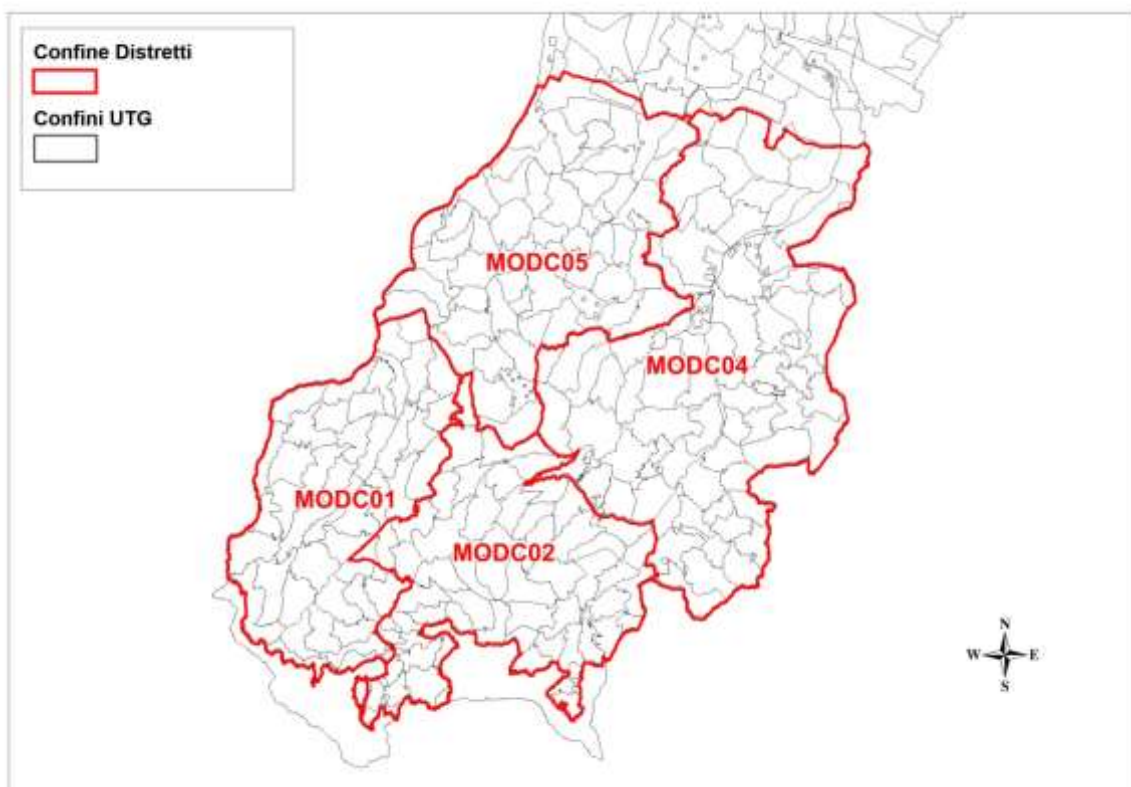 Confine Distretti
Confini UTG
MODC05
MODC04
MODC01
MODC02
N
W E
S